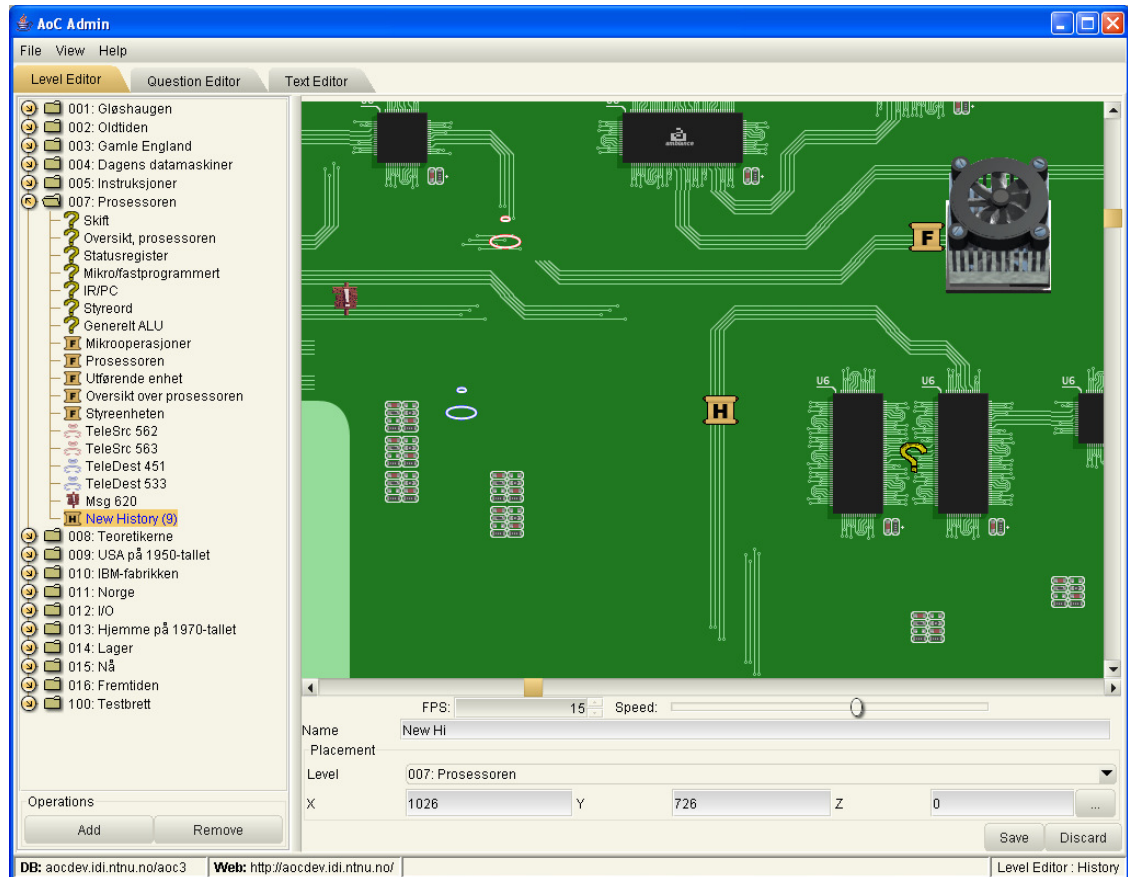 AoC Admin
File View Help
Level Editor Question Editor Text Editor
001: Gløshaugen
002: Oldtiden
003: Gamle England
004: Dagens datamaskiner
005: Instruksjoner
007: Prosessoren
Skift
Oversikt, prosessoren
Statusregister
Mikro/fastprogrammert
IR/PC
Styreord
Generelt ALU
F Mikrooperasjoner
F Prosessoren
F Utførende enhet
F Oversikt over prosessoren
F Styreenheten
TeleSrc 562
TeleSrc 563
TeleDest 451
TeleDest 533
Msg 620
H New History (9)
008: Teoretikerne
009: USA på 1950-tallet
010: IBM-fabrikken
011: Norge
012: I/O
013: Hjemme på 1970-tallet
014: Lager
015: Nå
016: Fremtiden
100: Testbrett
Operations
Add Remove
ambiance
F
H
U6 U6 U6
?
FPS: 15 Speed:
Name New Hi
Placement
Level 007: Prosessoren
X 1026 Y 726 Z 0 ...
Save Discard
DB: aocdev.idi.ntnu.no/aoc3 Web: http://aocdev.idi.ntnu.no/ Level Editor : History